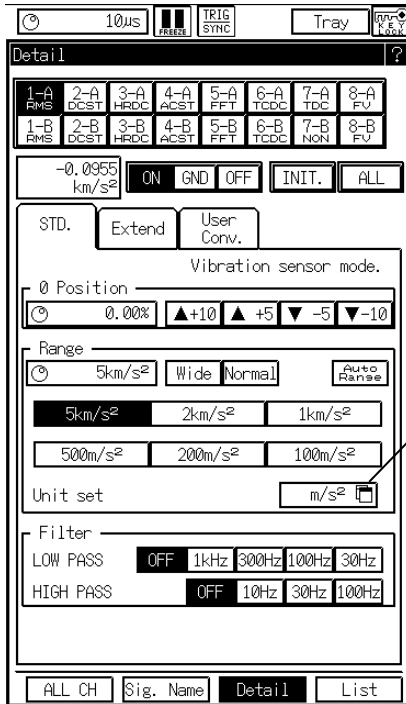 10µs FREEZE TRIG SYNC Tray KEY LOCK
Detail ?
1-A RMS 2-A DCST 3-A HRDC 4-A ACST 5-A FFT 6-A TCDC 7-A TDC 8-A FV
1-B RMS 2-B DCST 3-B HRDC 4-B ACST 5-B FFT 6-B TCDC 7-B NON 8-B FV
-0.0955 km/s² ON GND OFF INIT. ALL
STD. Extend User Conv.
Vibration sensor mode.
0 Position
0.00% ▲+10 ▲ +5 ▼ -5 ▼-10
Range
5km/s² Wide Normal Auto Range
5km/s² 2km/s² 1km/s²
500m/s² 200m/s² 100m/s²
Unit set m/s²
Filter
LOW PASS OFF 1kHz 300Hz 100Hz 30Hz
HIGH PASS OFF 10Hz 30Hz 100Hz
ALL CH Sig. Name Detail List